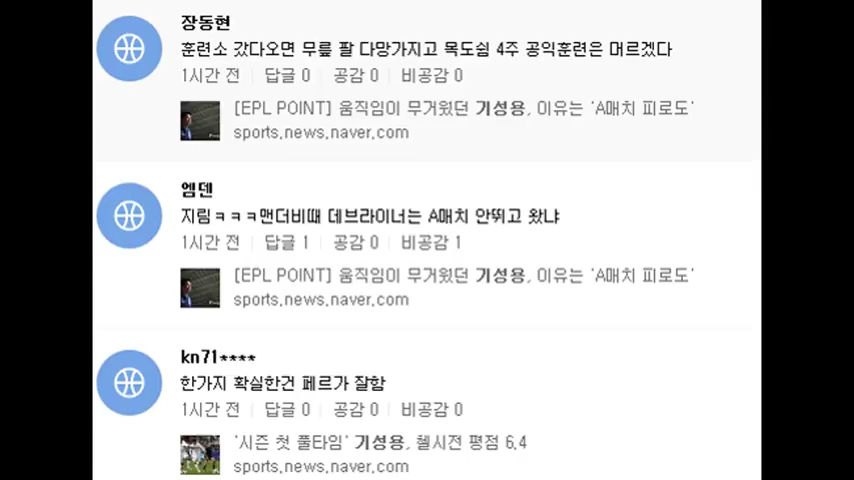 장동현
훈련소 갔다오면 무릎 팔 다망가지고 목도쉼 4주 공익훈련은 머르겠다
1시간 전 답글 0 공감 0 비공감 0
[EPL POINT] 움직임이 무거웠던 기성용, 이유는 'A매치 피로도'
sports.news.naver.com
엠덴
지림ㅋㅋㅋ맨더비때 데브라이너는 A매치 안뛰고 왔냐
1시간 전 답글 1 공감 0 비공감 1
[EPL POINT] 움직임이 무거웠던 기성용, 이유는 'A매치 피로도'
sports.news.naver.com
kn71****
한가지 확실한건 페르가 잘함
1시간 전 답글 0 공감 0 비공감 0
'시즌 첫 풀타임' 기성용, 첼시전 평점 6.4
sports.news.naver.com